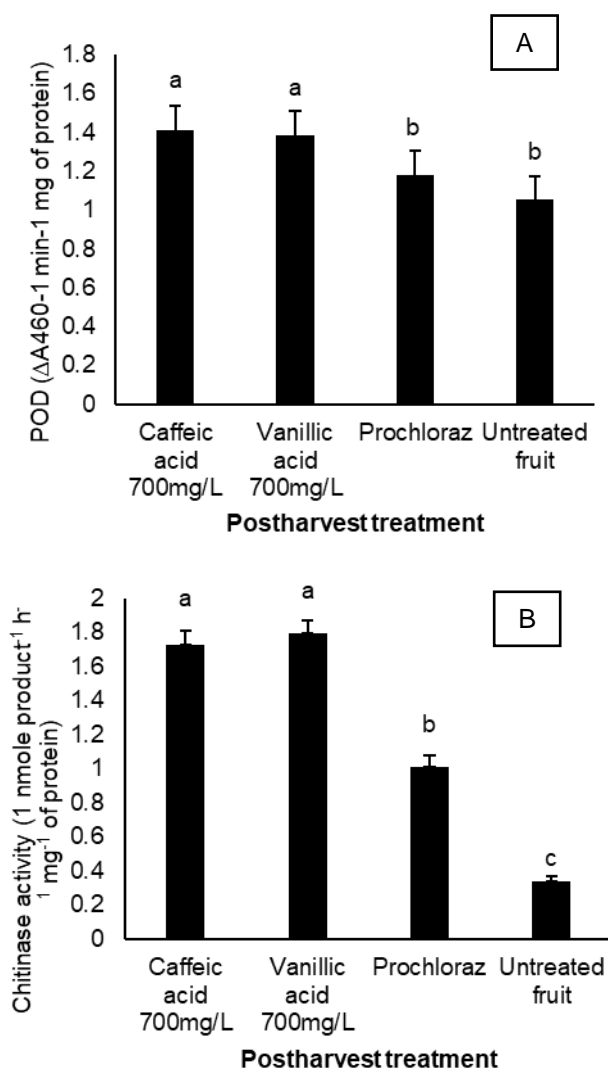 A
POD (ΔA460-1 min-1 mg of protein)
1.8
1.6
1.4
1.2
1
0.8
0.6
0.4
0.2
0
a
a
b
b
Caffeic
acid
700mg/L
Vanillic
acid
700mg/L
Prochloraz
Untreated
fruit
Postharvest treatment
B
Chitinase activity (1 nmole product⁻¹ h⁻
¹ mg⁻¹ of protein)
2
1.8
1.6
1.4
1.2
1
0.8
0.6
0.4
0.2
0
a
a
b
c
Caffeic
acid
700mg/L
Vanillic
acid
700mg/L
Prochloraz
Untreated
fruit
Postharvest treatment